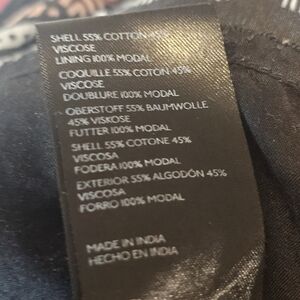 SHELL 55% COTTON 45%
VISCOSE
LINING 100% MODAL
COQUILLE 55% COTON 45%
VISCOSE
DOUBLURE 100% MODAL
OBERSTOFF 55% BAUMWOLLE
45% VISKOSE
FUTTER 100% MODAL
SHELL 55% COTONE 45%
VISCOSA
FODERA 100% MODAL
EXTERIOR 55% ALGODÓN 45%
VISCOSA
FORRO 100% MODAL
MADE IN INDIA
HECHO EN INDIA